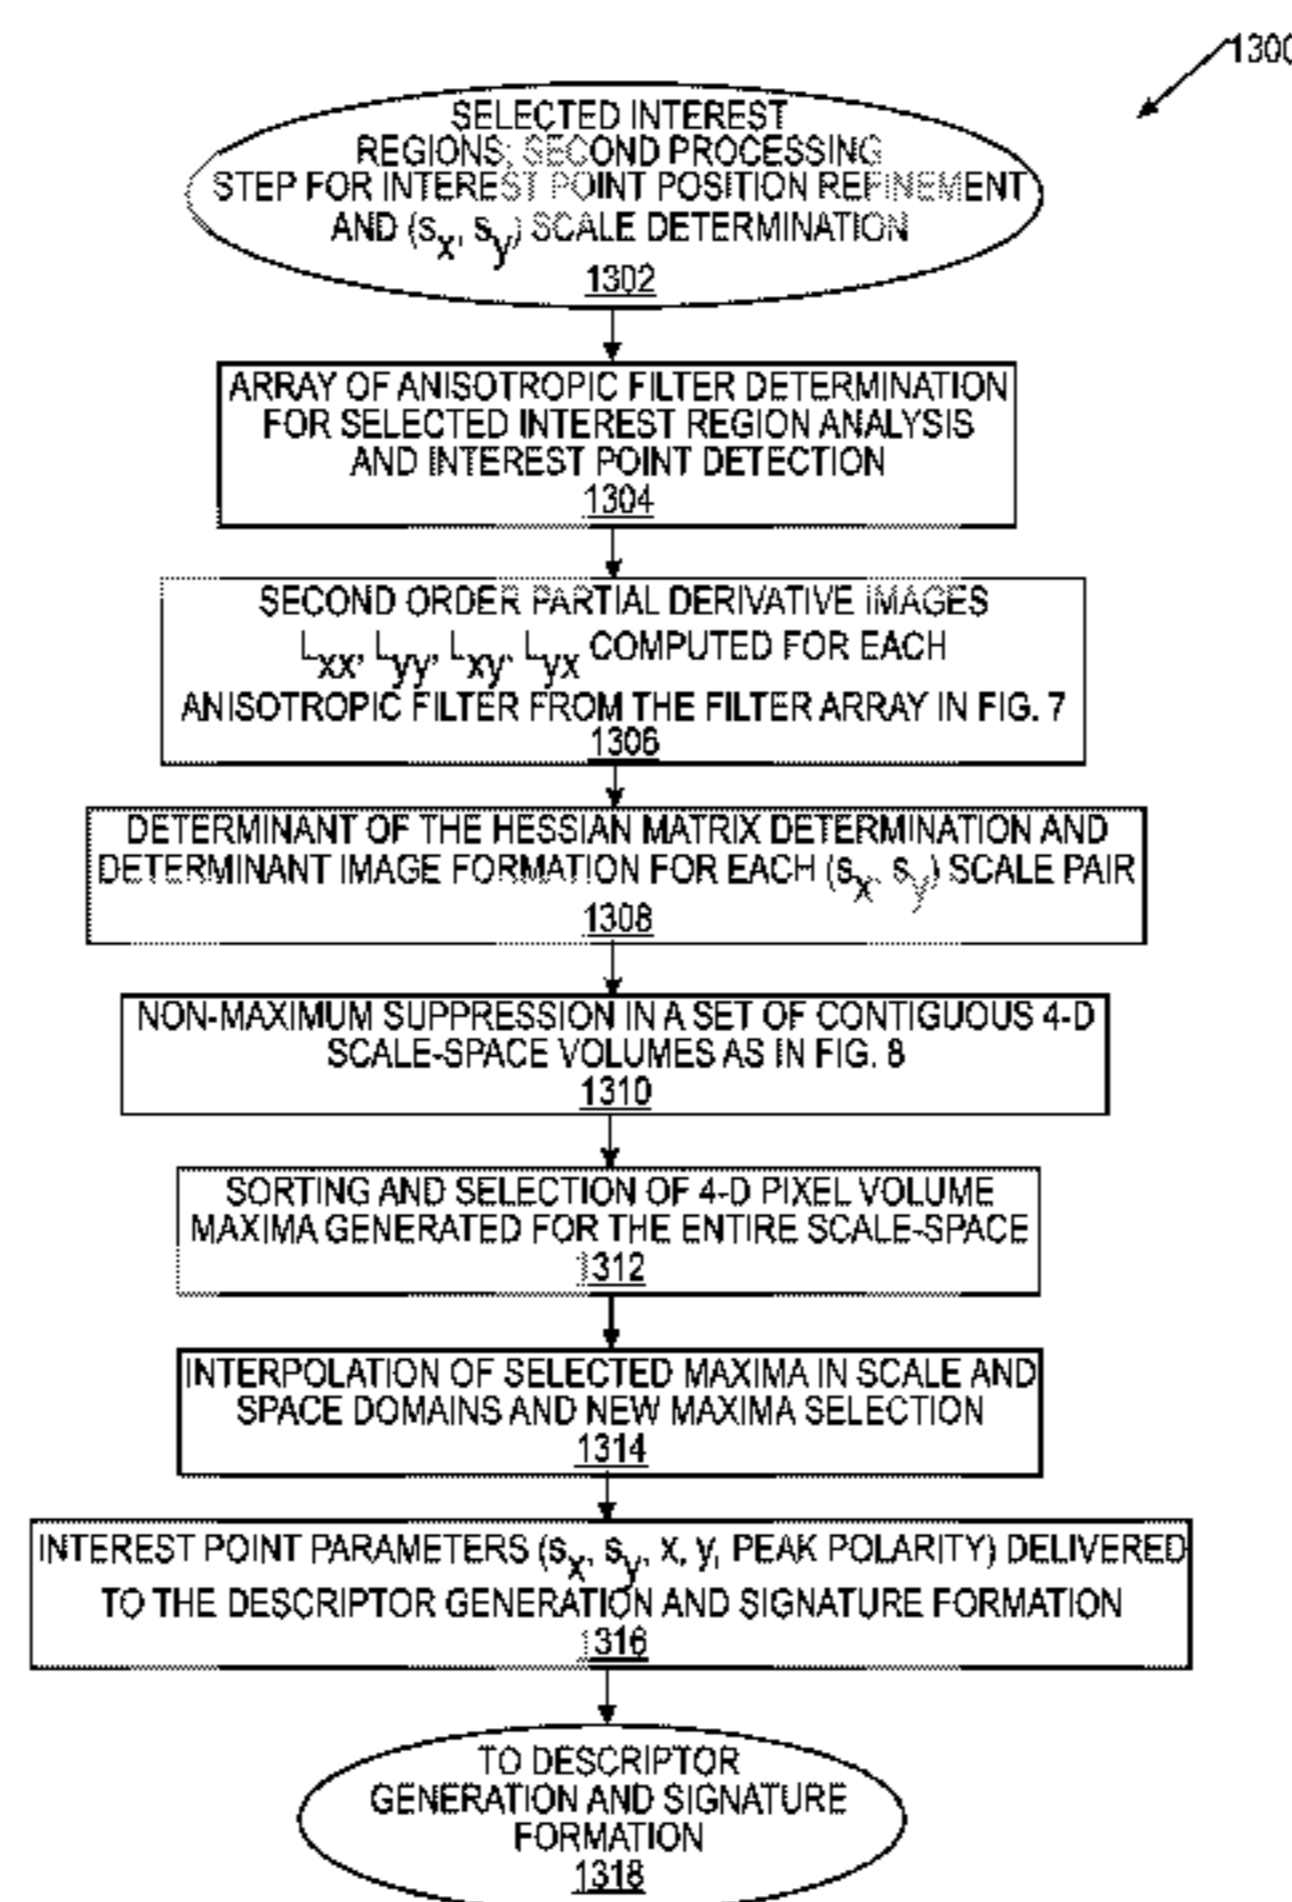 1300
SELECTED INTEREST
REGIONS; SECOND PROCESSING
STEP FOR INTEREST POINT POSITION REFINEMENT
AND (sx, sy) SCALE DETERMINATION
1302
ARRAY OF ANISOTROPIC FILTER DETERMINATION
FOR SELECTED INTEREST REGION ANALYSIS
AND INTEREST POINT DETECTION
1304
SECOND ORDER PARTIAL DERIVATIVE IMAGES
Lxx, Lyy, Lxy, Lyx COMPUTED FOR EACH
ANISOTROPIC FILTER FROM THE FILTER ARRAY IN FIG. 7
1306
DETERMINANT OF THE HESSIAN MATRIX DETERMINATION AND
DETERMINANT IMAGE FORMATION FOR EACH (sx, sy) SCALE PAIR
1308
NON-MAXIMUM SUPPRESSION IN A SET OF CONTIGUOUS 4-D
SCALE-SPACE VOLUMES AS IN FIG. 8
1310
SORTING AND SELECTION OF 4-D PIXEL VOLUME
MAXIMA GENERATED FOR THE ENTIRE SCALE-SPACE
1312
INTERPOLATION OF SELECTED MAXIMA IN SCALE AND
SPACE DOMAINS AND NEW MAXIMA SELECTION
1314
INTEREST POINT PARAMETERS (sx, sy, x, y, PEAK POLARITY) DELIVERED
TO THE DESCRIPTOR GENERATION AND SIGNATURE FORMATION
1316
TO DESCRIPTOR
GENERATION AND SIGNATURE
FORMATION
1318